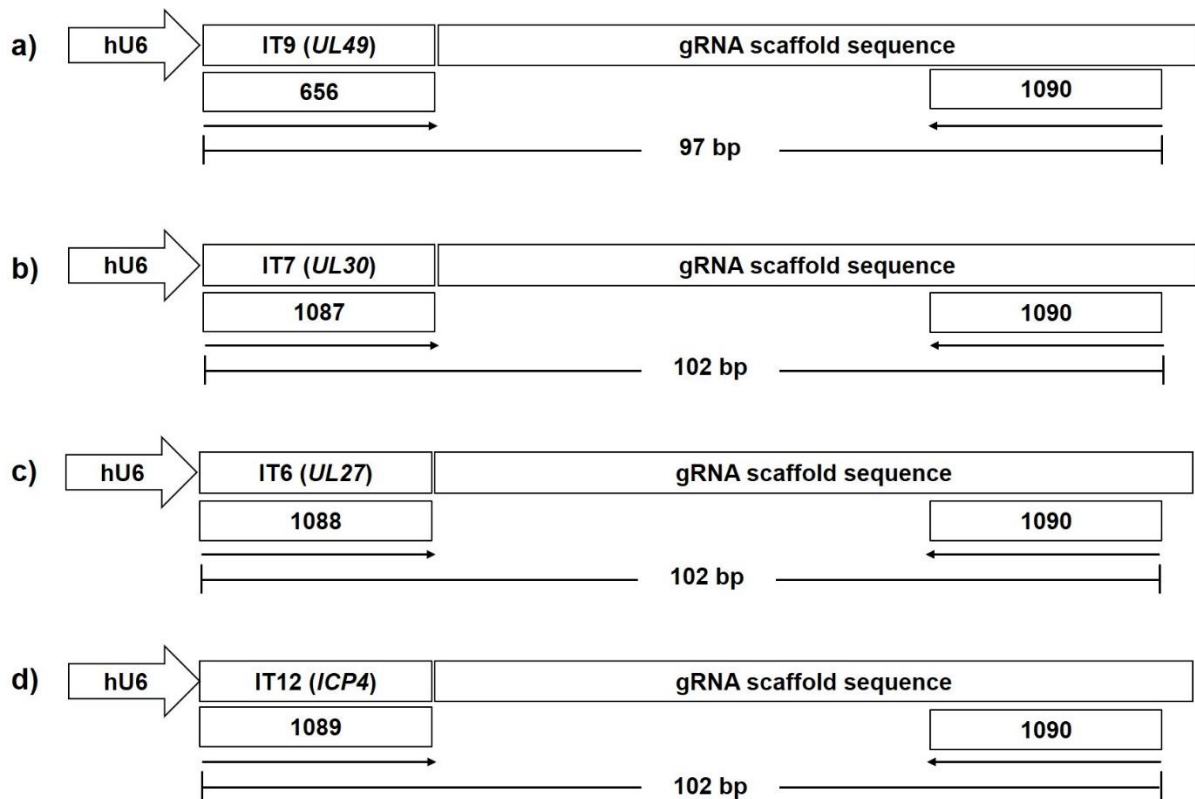 a) hU6 IT9 (UL49) gRNA scaffold sequence
656 1090
97 bp
b) hU6 IT7 (UL30) gRNA scaffold sequence
1087 1090
102 bp
c) hU6 IT6 (UL27) gRNA scaffold sequence
1088 1090
102 bp
d) hU6 IT12 (ICP4) gRNA scaffold sequence
1089 1090
102 bp